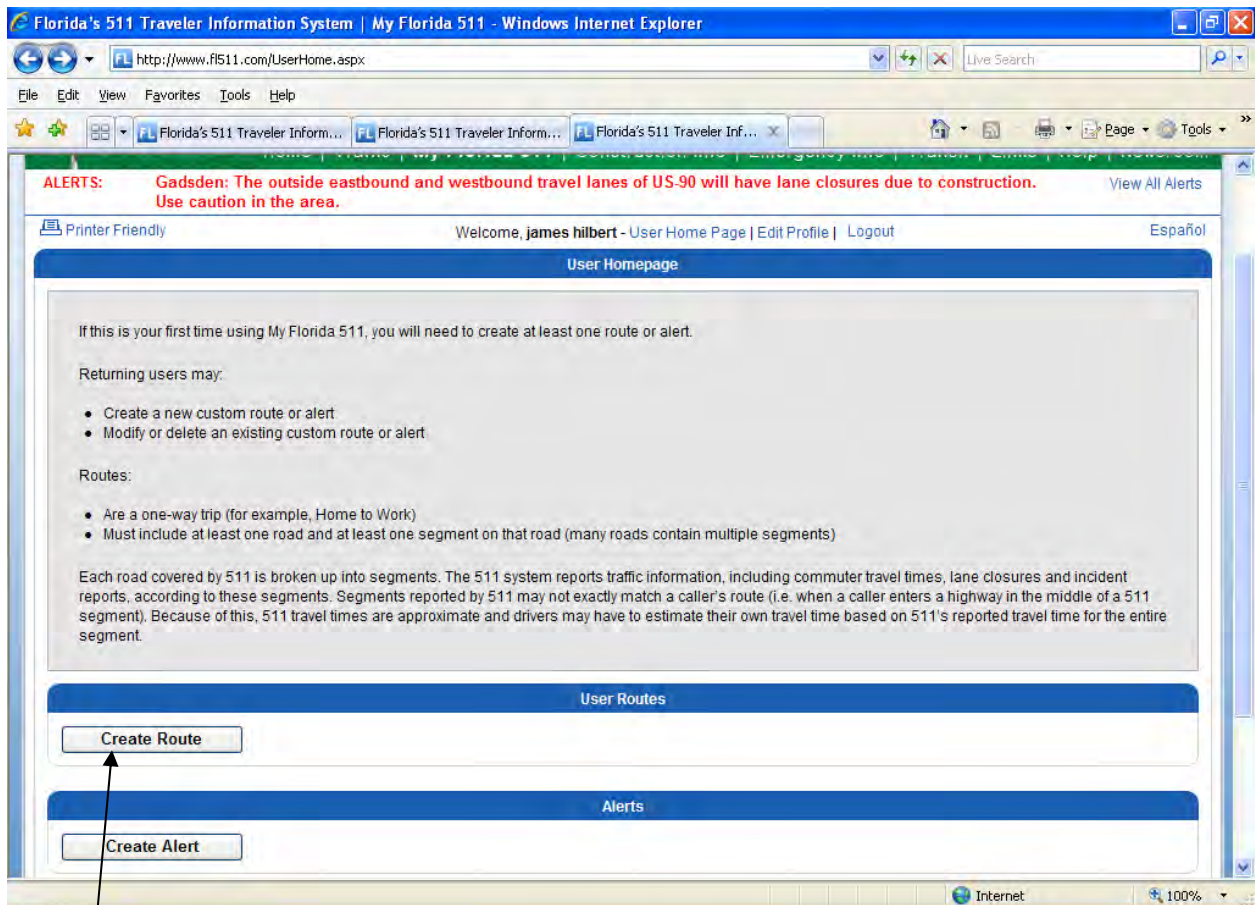 Florida's 511 Traveler Information System | My Florida 511 - Windows Internet Explorer
FL http://www.fl511.com/UserHome.aspx Live Search
File Edit View Favorites Tools Help
FL Florida's 511 Traveler Inform... FL Florida's 511 Traveler Inform... FL Florida's 511 Traveler Inf... Page Tools
ALERTS: Gadsden: The outside eastbound and westbound travel lanes of US-90 will have lane closures due to construction. View All Alerts
Use caution in the area.
Printer Friendly Welcome, james hilbert - User Home Page | Edit Profile | Logout Español
User Homepage
If this is your first time using My Florida 511, you will need to create at least one route or alert.
Returning users may:
• Create a new custom route or alert
• Modify or delete an existing custom route or alert
Routes:
• Are a one-way trip (for example, Home to Work)
• Must include at least one road and at least one segment on that road (many roads contain multiple segments)
Each road covered by 511 is broken up into segments. The 511 system reports traffic information, including commuter travel times, lane closures and incident
reports, according to these segments. Segments reported by 511 may not exactly match a caller's route (i.e. when a caller enters a highway in the middle of a 511
segment). Because of this, 511 travel times are approximate and drivers may have to estimate their own travel time based on 511's reported travel time for the entire
segment.
User Routes
Create Route
Alerts
Create Alert
Internet 100%